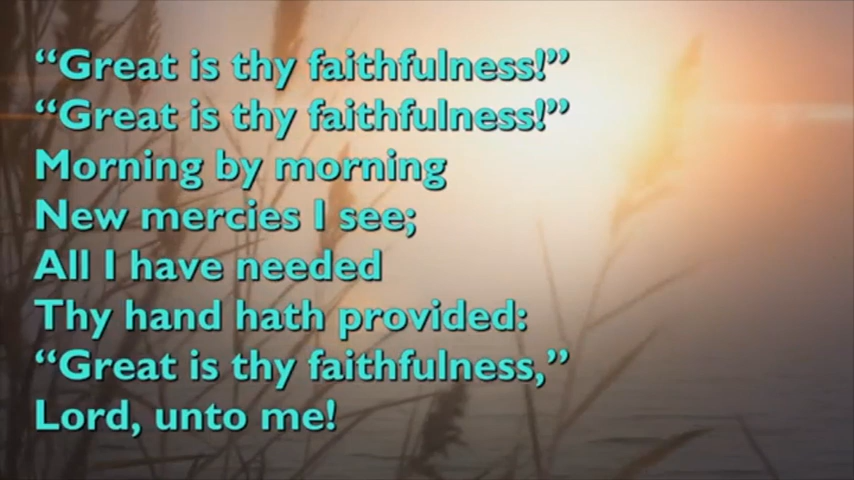 “Great is thy faithfulness!”
“Great is thy faithfulness!”
Morning by morning
New mercies I see;
All I have needed
Thy hand hath provided:
“Great is thy faithfulness,”
Lord, unto me!